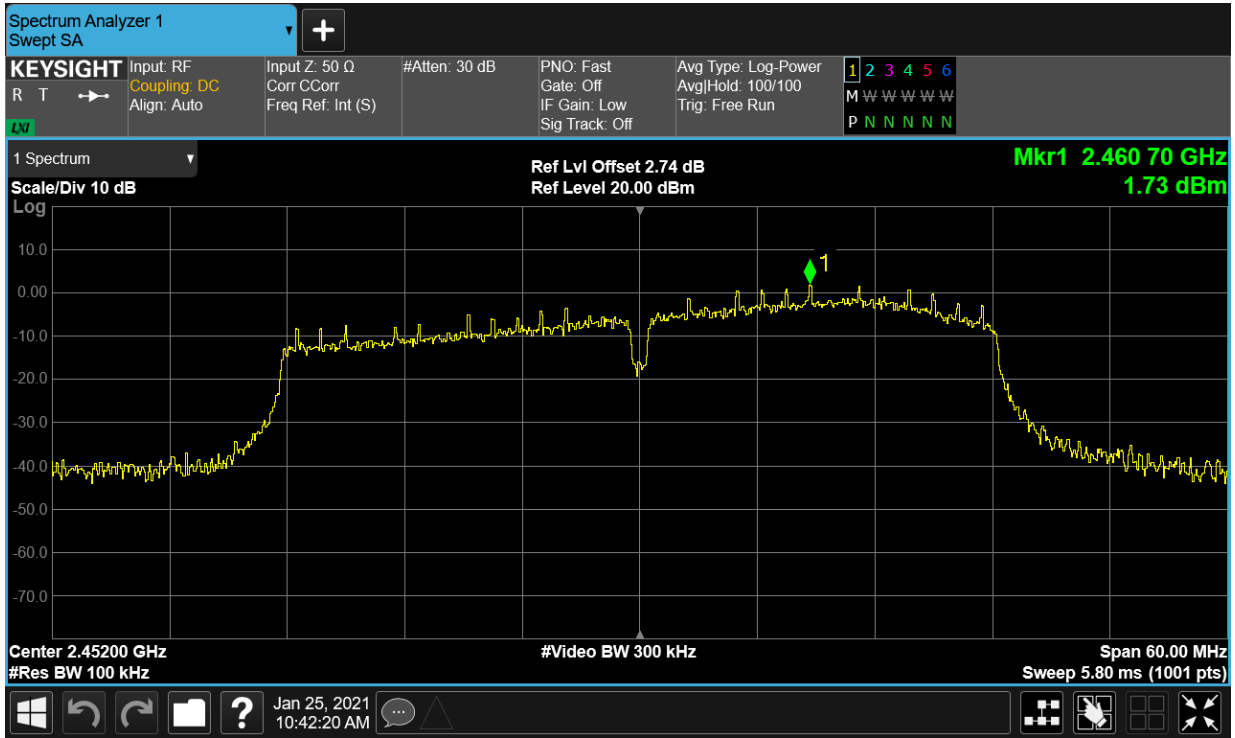 Spectrum Analyzer 1
Swept SA
KEYSIGHT
R T
LXI
Input: RF
Coupling: DC
Align: Auto
Input Z: 50 Ω
Corr CCorr
Freq Ref: Int (S)
#Atten: 30 dB
PNO: Fast
Gate: Off
IF Gain: Low
Sig Track: Off
Avg Type: Log-Power
Avg|Hold: 100/100
Trig: Free Run
1 2 3 4 5 6
M W W W W W
P N N N N N
1 Spectrum
Scale/Div 10 dB
Log
Ref Lvl Offset 2.74 dB
Ref Level 20.00 dBm
Mkr1 2.460 70 GHz
1.73 dBm
1
10.0
0.00
-10.0
-20.0
-30.0
-40.0
-50.0
-60.0
-70.0
Center 2.45200 GHz
#Res BW 100 kHz
#Video BW 300 kHz
Span 60.00 MHz
Sweep 5.80 ms (1001 pts)
?
Jan 25, 2021
10:42:20 AM